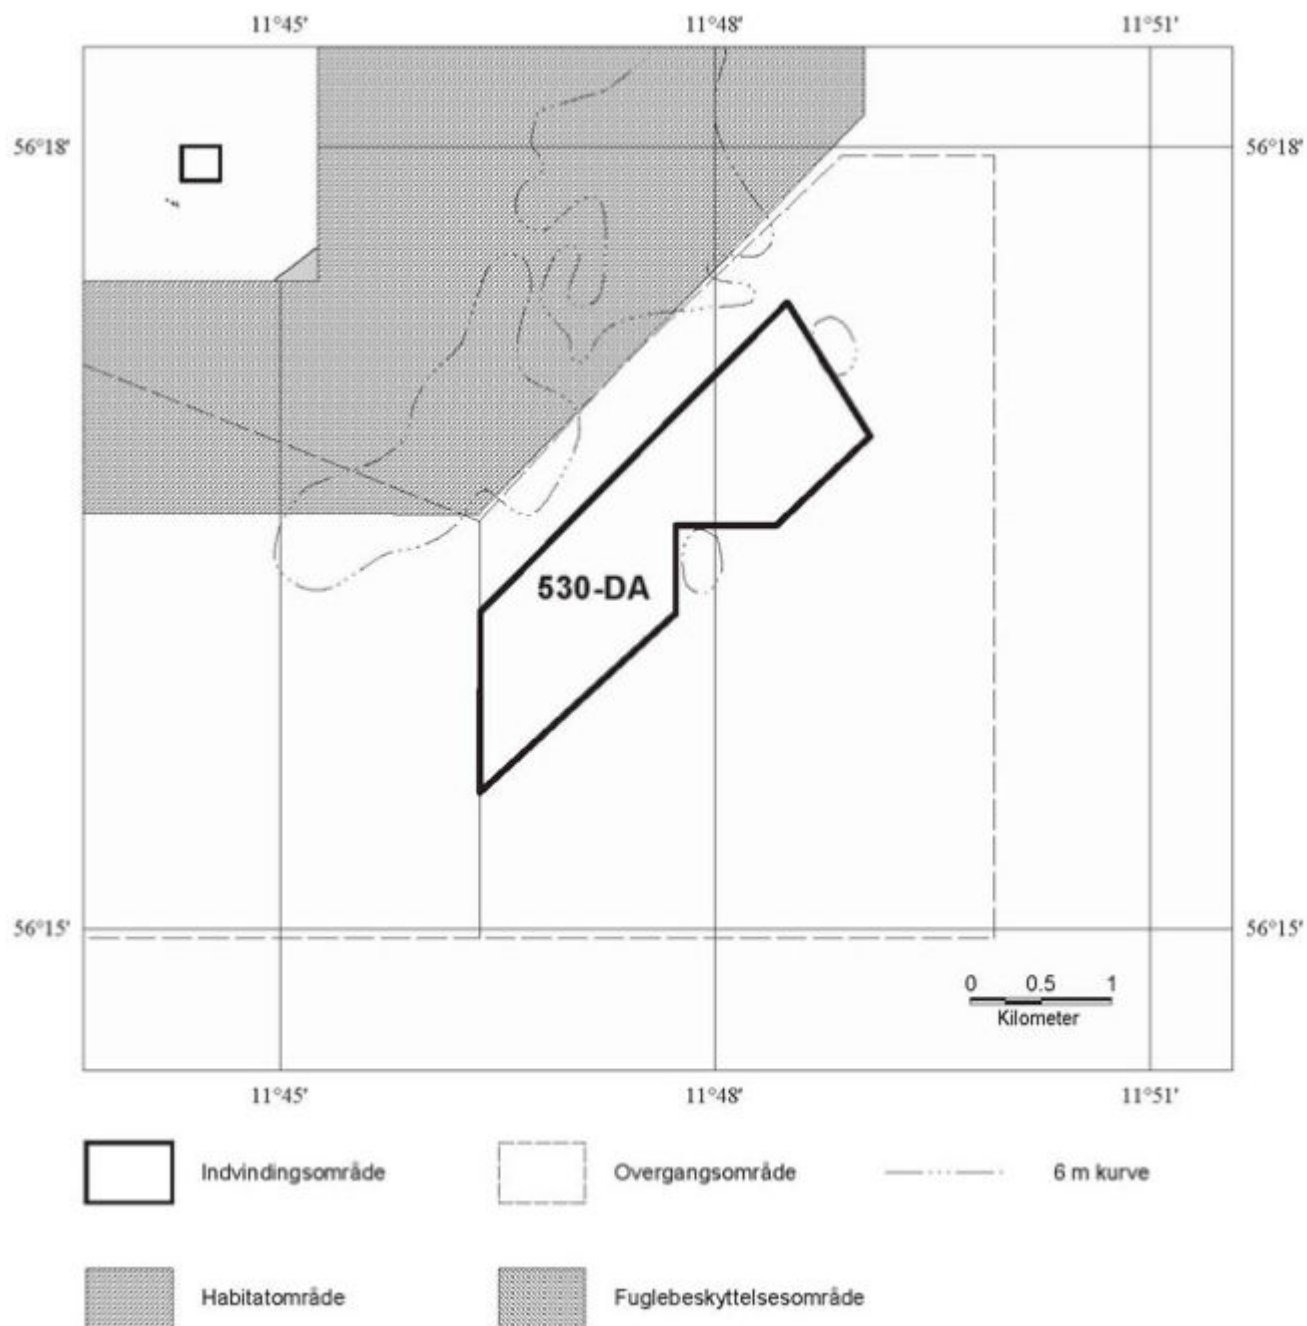 11°45' 11°48' 11°51'
56°18' 56°18'
530-DA
56°15' 56°15'
0 0.5 1
Kilometer
11°45' 11°48' 11°51'
Indvindingsområde Overgangsområde 6 m kurve
Habitatområde Fuglebeskyttelsesområde